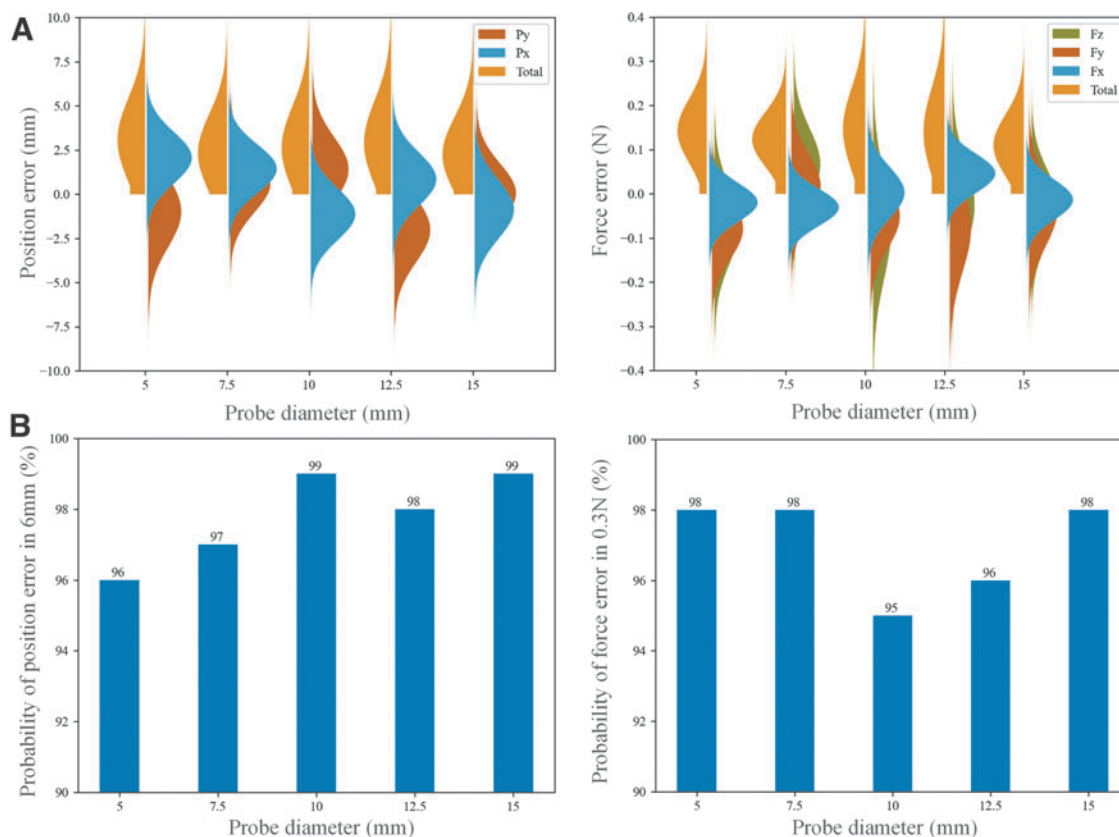 A
Position error (mm)
10.0
7.5
5.0
2.5
0.0
−2.5
−5.0
−7.5
−10.0
Py
Px
Total
5 7.5 10 12.5 15
Probe diameter (mm)
Force error (N)
0.4
0.3
0.2
0.1
0.0
−0.1
−0.2
−0.3
−0.4
Fz
Fy
Fx
Total
5 7.5 10 12.5 15
Probe diameter (mm)
B
Probability of position error in 6mm (%)
100
98
96
94
92
90
96 97 99 98 99
5 7.5 10 12.5 15
Probe diameter (mm)
Probability of force error in 0.3N (%)
100
98
96
94
92
90
98 98 95 96 98
5 7.5 10 12.5 15
Probe diameter (mm)